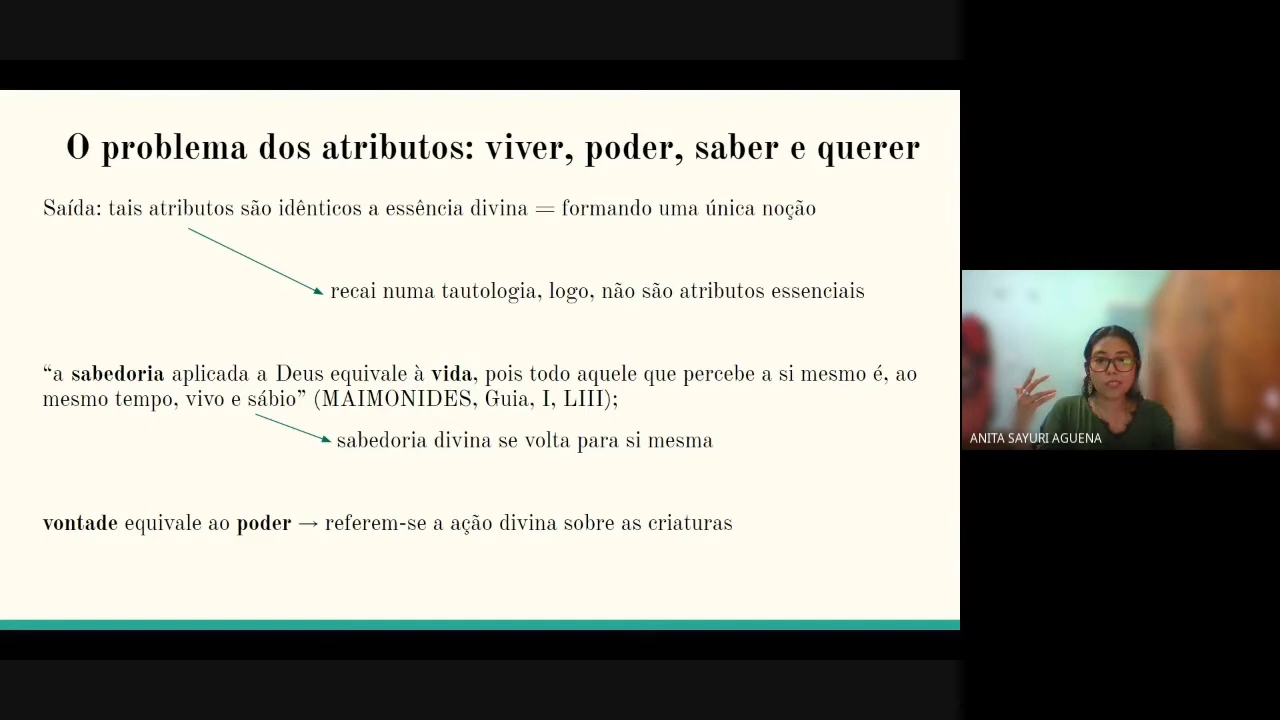 O problema dos atributos: viver, poder, saber e querer
Saída: tais atributos são idênticos a essência divina = formando uma única noção
recai numa tautologia, logo, não são atributos essenciais
“a sabedoria aplicada a Deus equivale à vida, pois todo aquele que percebe a si mesmo é, ao
mesmo tempo, vivo e sábio” (MAIMONIDES, Guia, I, LIII);
sabedoria divina se volta para si mesma
vontade equivale ao poder → referem-se a ação divina sobre as criaturas
ANITA SAYURI AGUENA